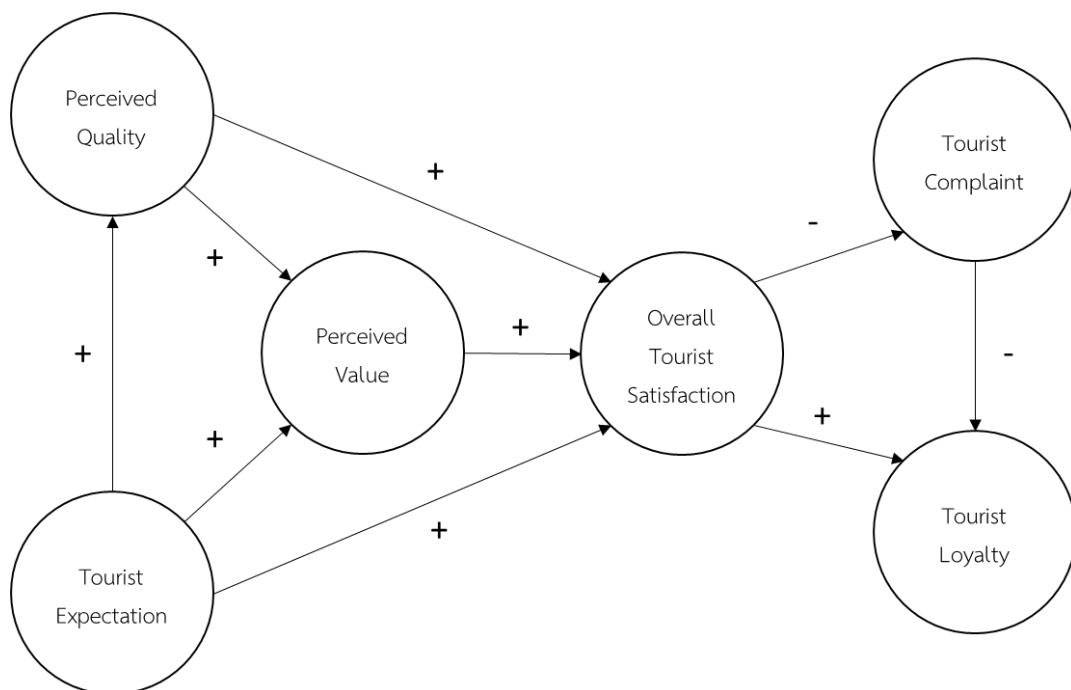 Perceived
Quality
+
+
Tourist
Complaint
-
+
Perceived
Value
+
Overall
Tourist
Satisfaction
-
+
+
+
+
Tourist
Expectation
Tourist
Loyalty